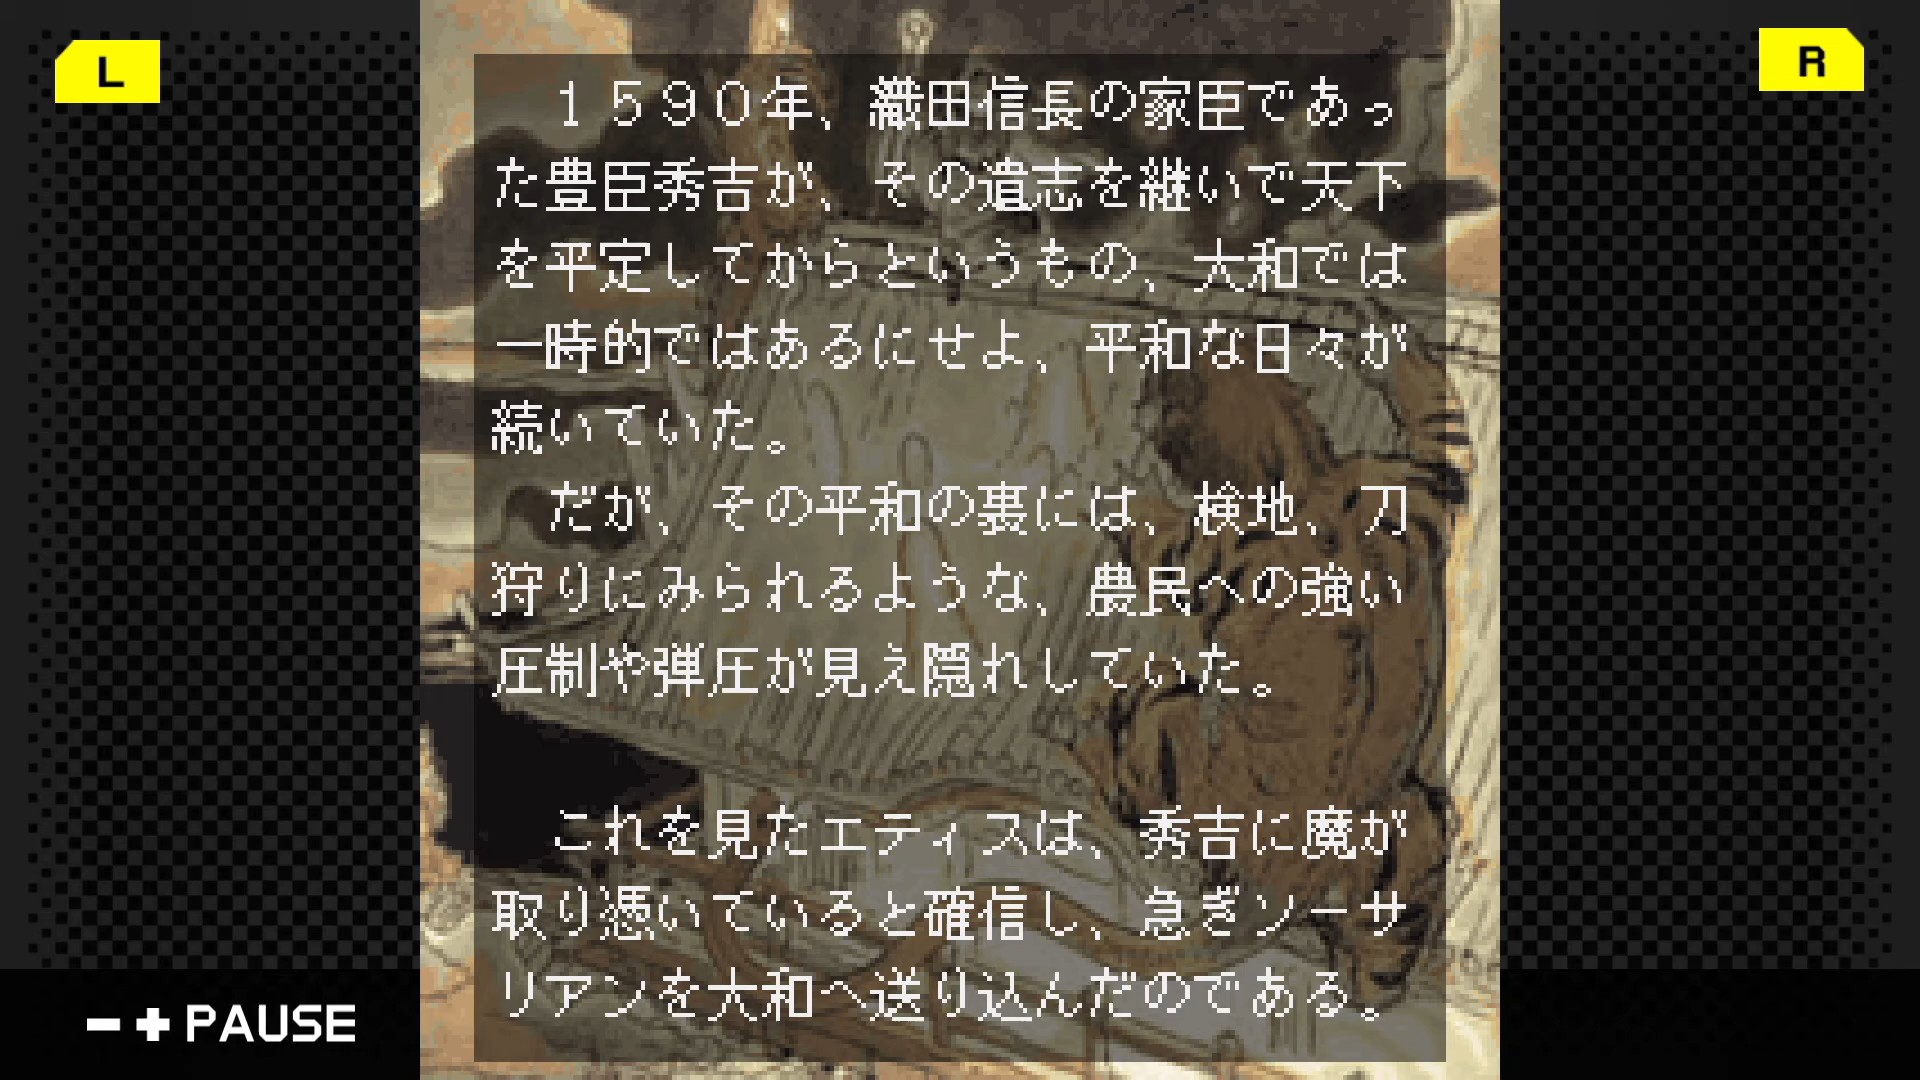 L
R
１５９０年、織田信長の家臣であっ
た豊臣秀吉が、その遺志を継いで天下
を平定してからというもの、大和では
一時的ではあるにせよ、平和な日々が
続いていた。
だが、その平和の裏には、検地、刀
狩りにみられるような、農民への強い
圧制や弾圧が見え隠れしていた。
これを見たエティスは、秀吉に魔が
取り憑いていると確信し、急ぎソーサ
リアンを大和へ送り込んだのである。
− + PAUSE